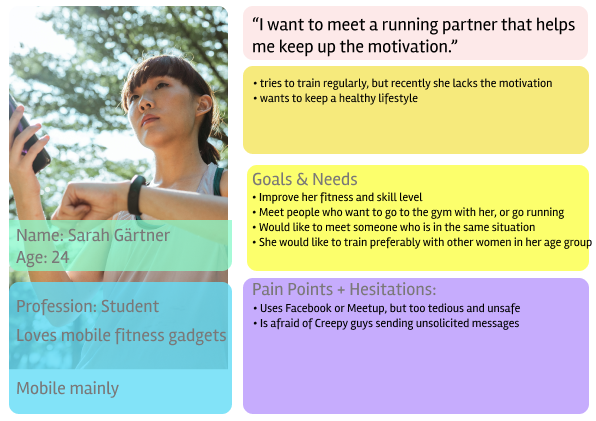 “I want to meet a running partner that helps
me keep up the motivation.”
• tries to train regularly, but recently she lacks the motivation
• wants to keep a healthy lifestyle
Goals & Needs
• Improve her fitness and skill level
• Meet people who want to go to the gym with her, or go running
• Would like to meet someone who is in the same situation
• She would like to train preferably with other women in her age group
Name: Sarah Gärtner
Age: 24
Profession: Student
Loves mobile fitness gadgets
Mobile mainly
Pain Points + Hesitations:
• Uses Facebook or Meetup, but too tedious and unsafe
• Is afraid of Creepy guys sending unsolicited messages